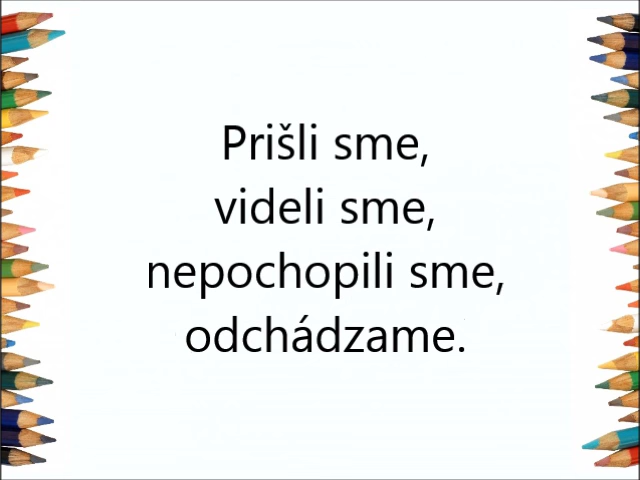 Prišli sme,
videli sme,
nepochopili sme,
odchádzame.